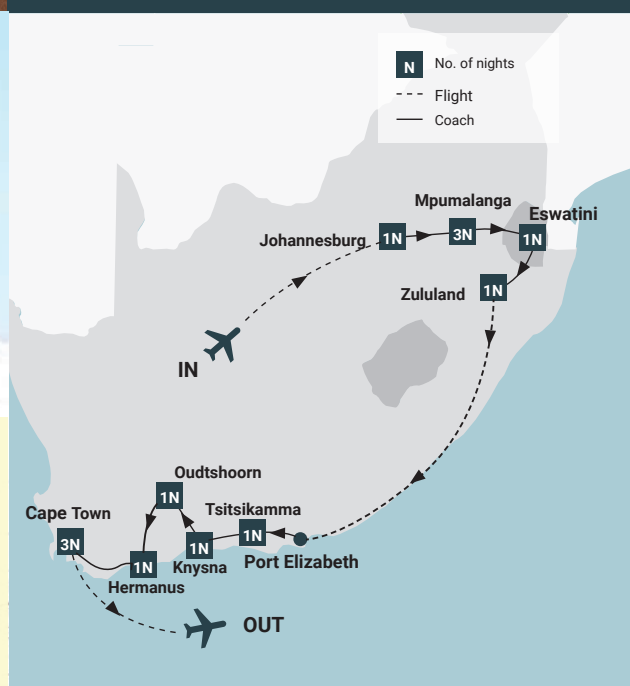 N No. of nights
Flight
Coach
Mpumalanga
Eswatini
Johannesburg
1N
3N
1N
Zululand
1N
IN
Oudtshoorn
1N
Cape Town
Tsitsikamma
3N
1N
1N
1N
Knysna
Port Elizabeth
Hermanus
OUT